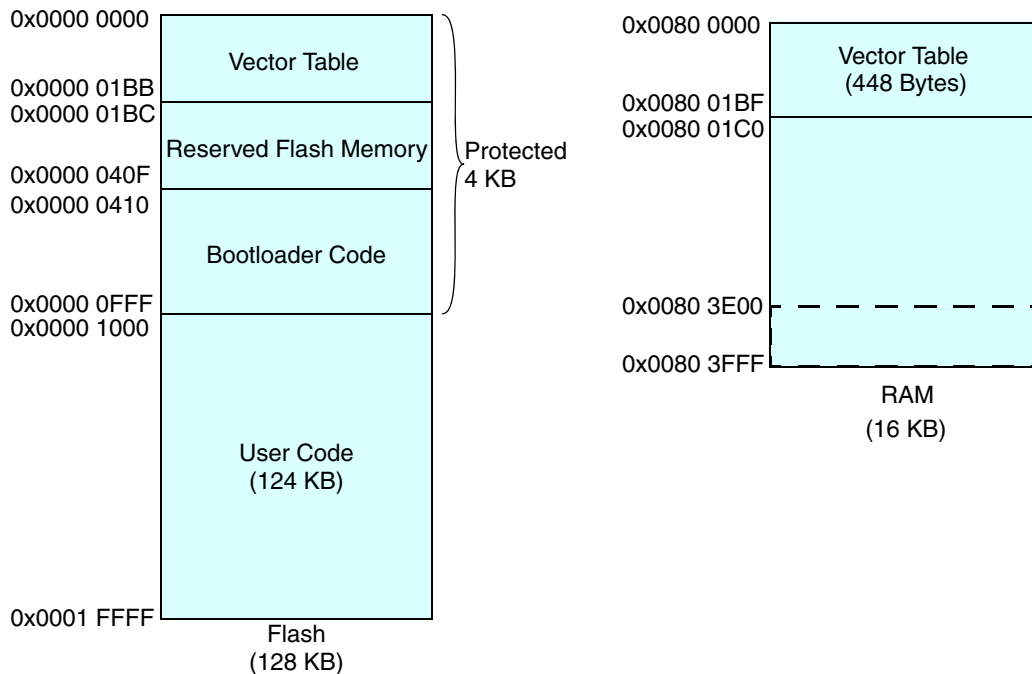 0x0000 0000
Vector Table
0x0000 01BB
0x0000 01BC
Reserved Flash Memory
0x0000 040F
0x0000 0410
Bootloader Code
0x0000 0FFF
0x0000 1000
Protected
4 KB
User Code
(124 KB)
0x0001 FFFF
Flash
(128 KB)
0x0080 0000
Vector Table
(448 Bytes)
0x0080 01BF
0x0080 01C0
0x0080 3E00
0x0080 3FFF
RAM
(16 KB)